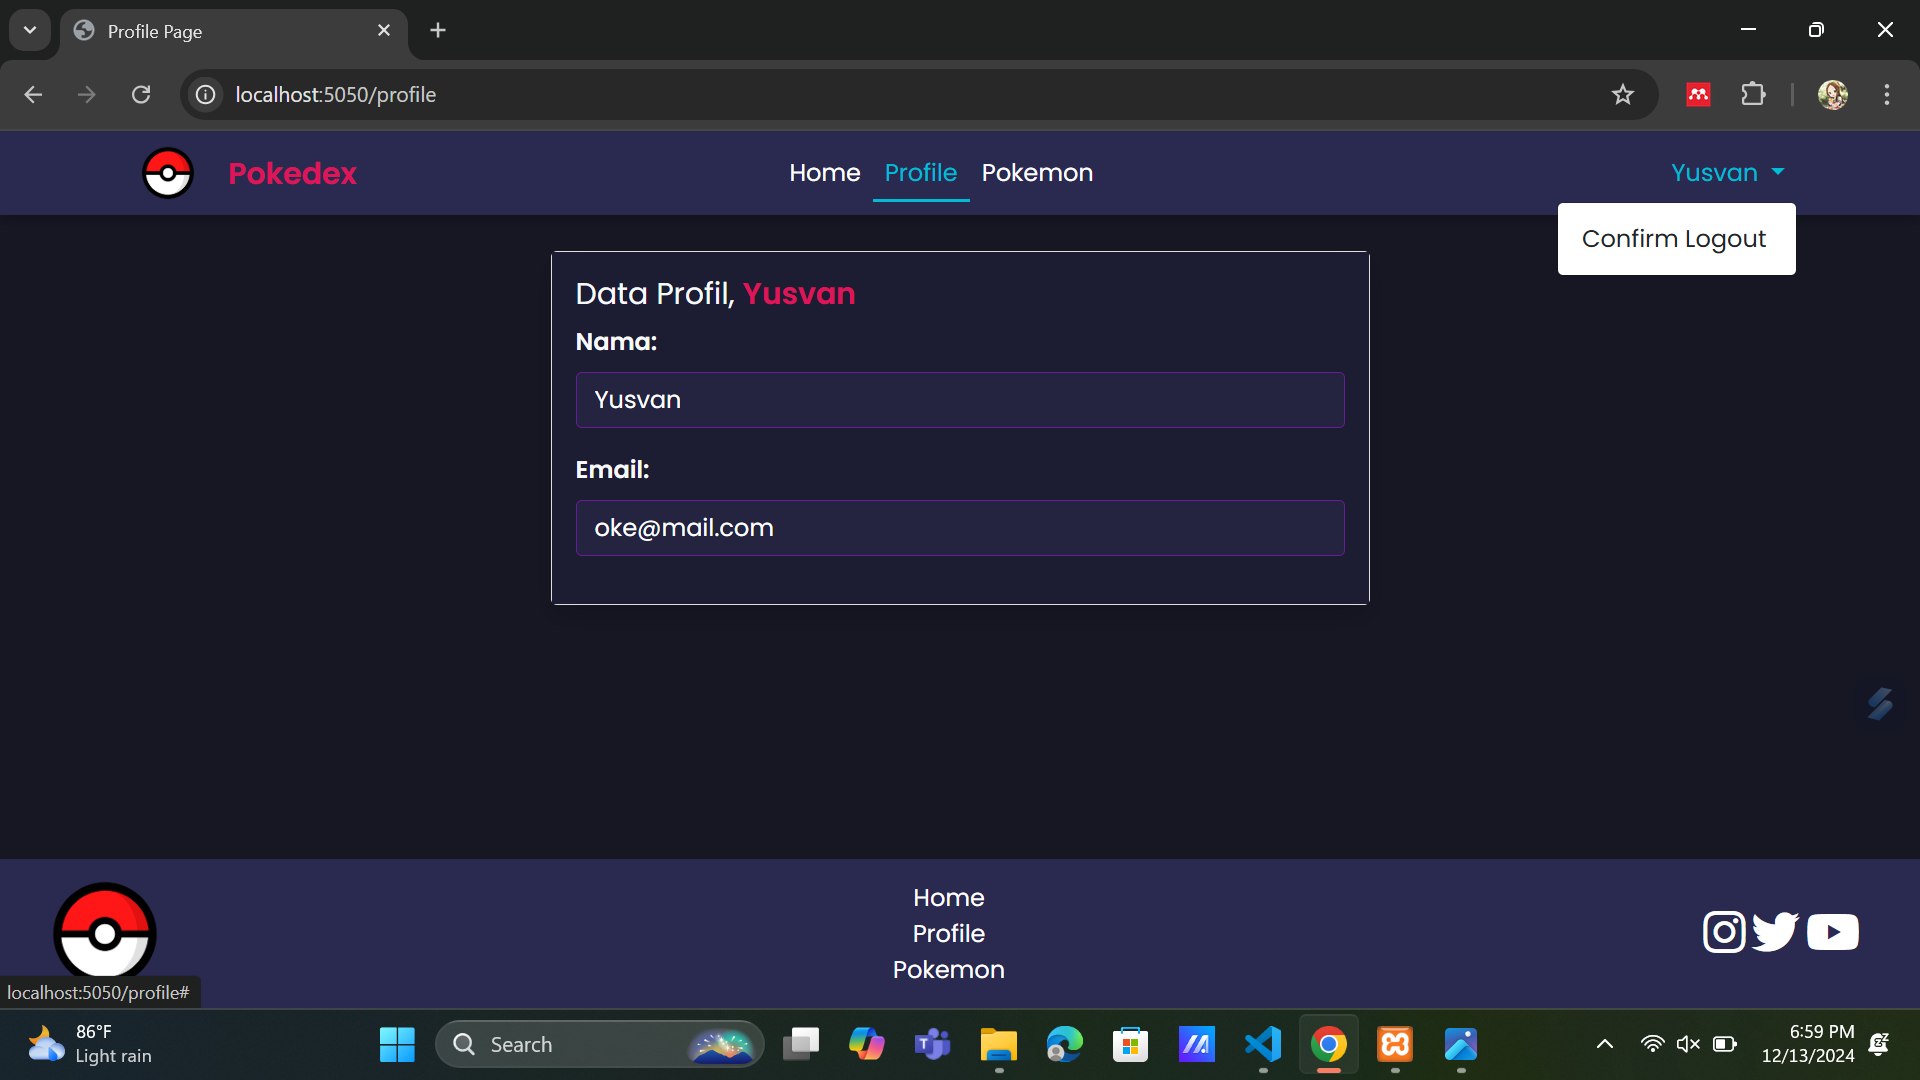 Profile Page
localhost:5050/profile
Pokedex
Home Profile Pokemon
Yusvan
Confirm Logout
Data Profil, Yusvan
Nama:
Yusvan
Email:
oke@mail.com
Home
Profile
Pokemon
localhost:5050/profile#
86°F
Light rain
Search
6:59 PM
12/13/2024